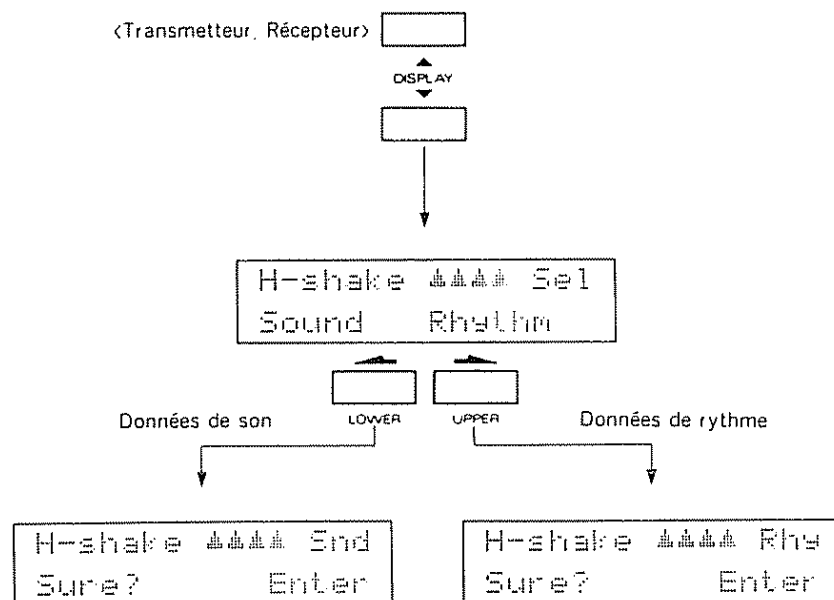 <Transmetteur, Récepteur>
DISPLAY
H-shake Sel
Sound Rhythm
LOWER UPPER
Données de son
Données de rythme
H-shake Snd
Sure? Enter
H-shake Rhy
Sure? Enter